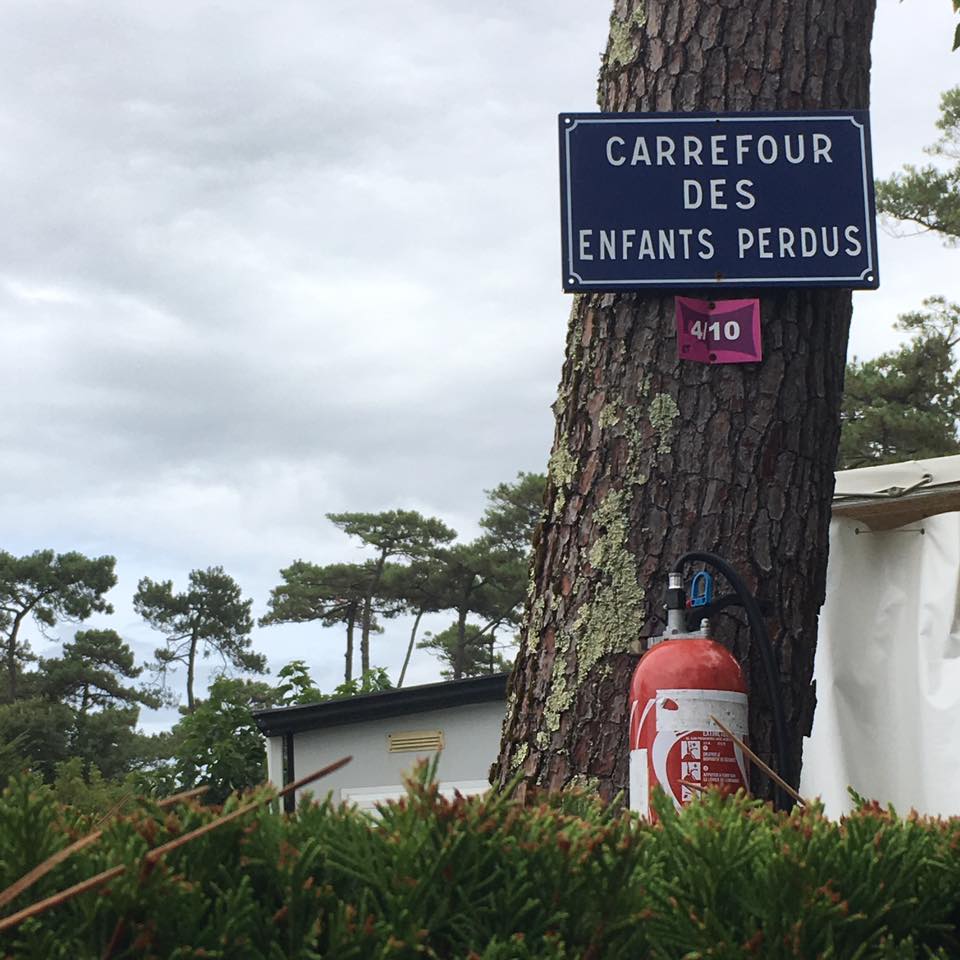 CARREFOUR
DES
ENFANTS PERDUS
4/10